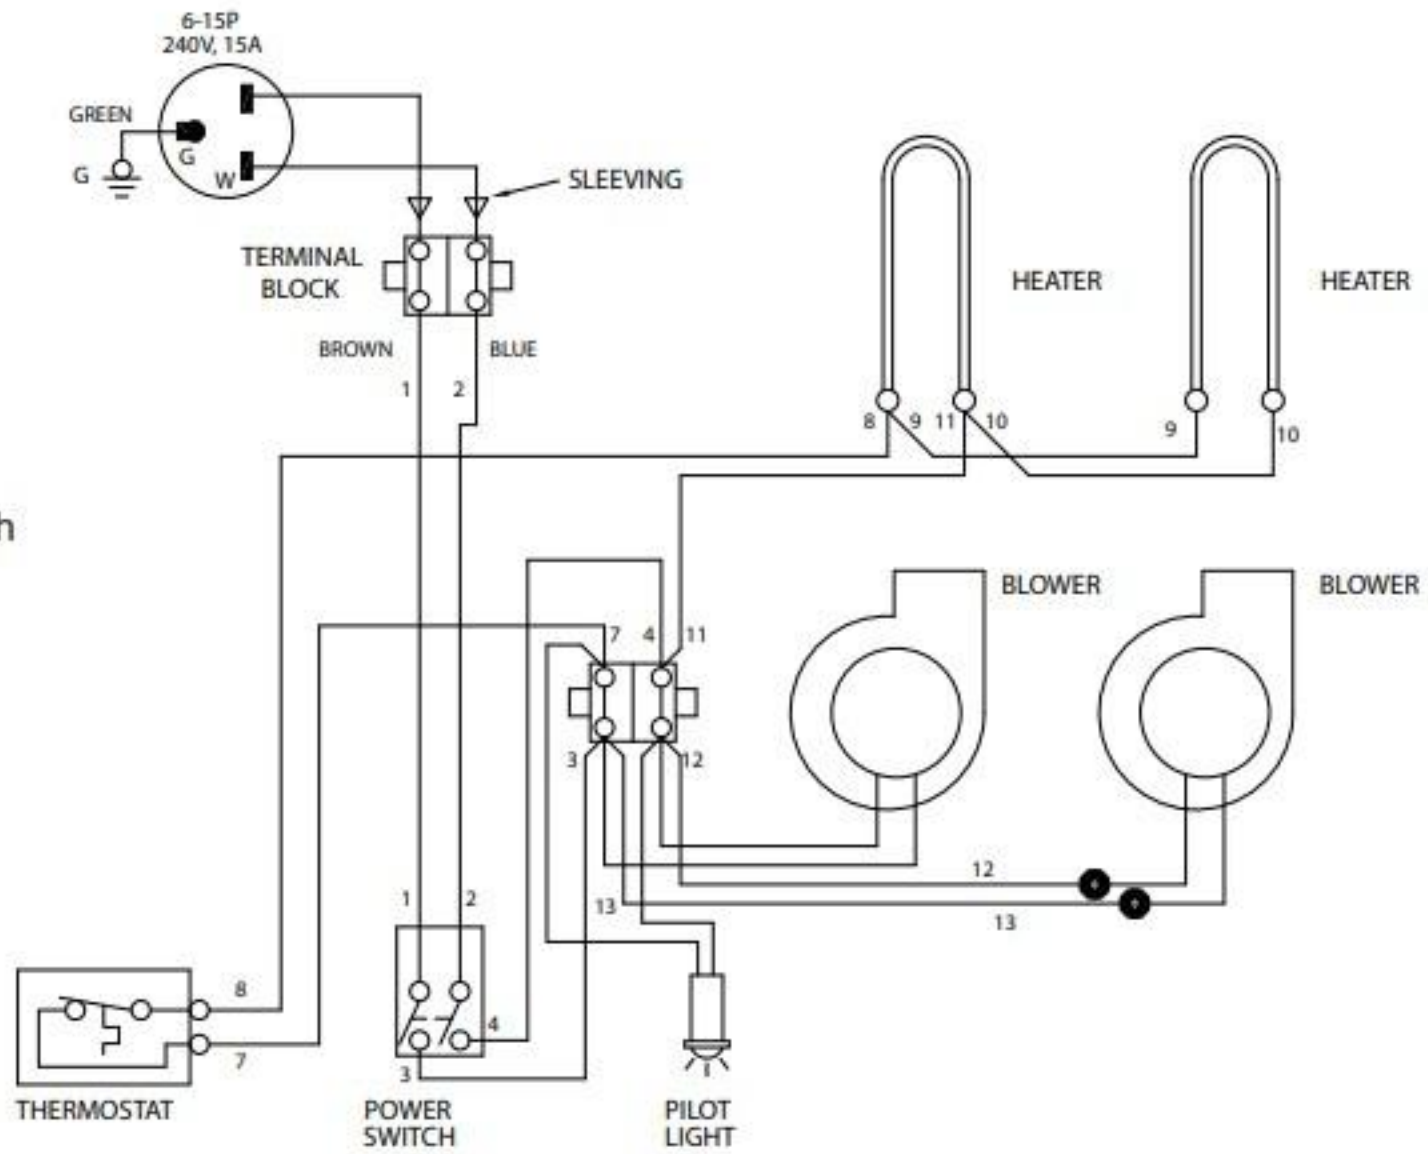 6-15P
240V, 15A
GREEN
G
G
W
SLEEVING
TERMINAL
BLOCK
BROWN
BLUE
1
2
HEATER
HEATER
8
9
11
10
9
10
h
BLOWER
BLOWER
7
4
11
3
12
12
13
13
1
2
8
7
4
3
THERMOSTAT
POWER
SWITCH
PILOT
LIGHT